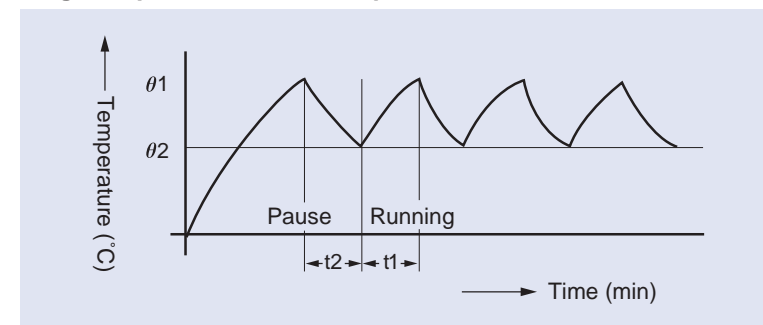 θ1
Temperature (°C)
θ2
Pause Running
t2 t1
Time (min)